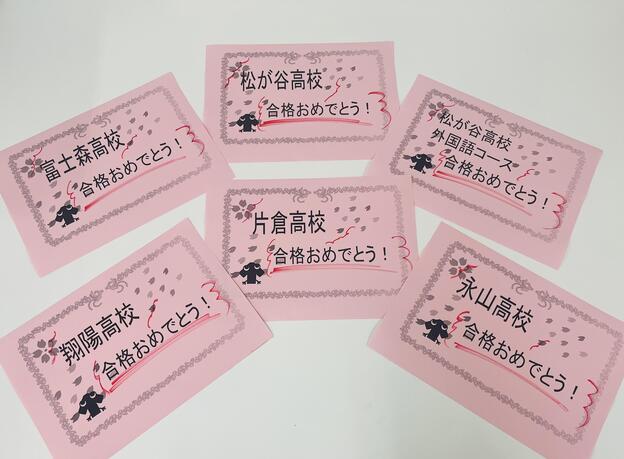 松が谷高校
合格おめでとう！
富士森高校
合格おめでとう！
松が谷高校
外国語コース
合格おめでとう！
片倉高校
合格おめでとう！
翔陽高校
合格おめでとう！
永山高校
合格おめでとう！